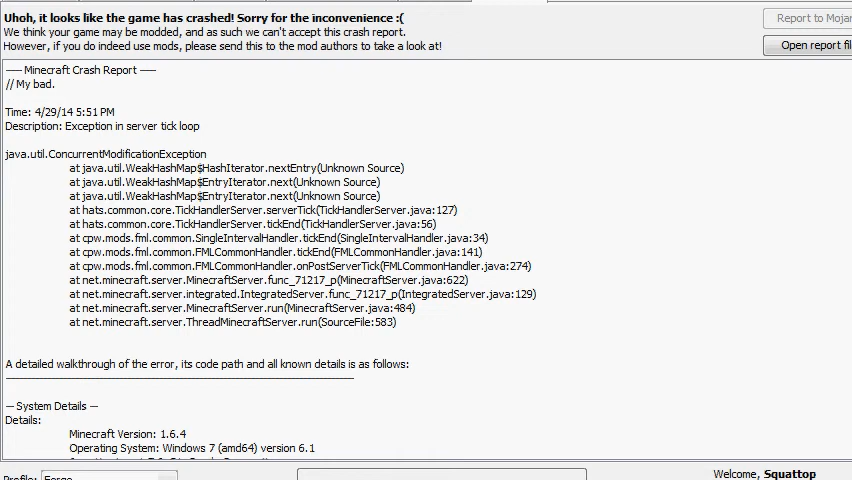 Uhoh, it looks like the game has crashed! Sorry for the inconvenience :(
Report to Mojan
We think your game may be modded, and as such we can't accept this crash report.
However, if you do indeed use mods, please send this to the mod authors to take a look at!
Open report fil
---- Minecraft Crash Report ----
// My bad.
Time: 4/29/14 5:51 PM
Description: Exception in server tick loop
java.util.ConcurrentModificationException
at java.util.WeakHashMap$HashIterator.nextEntry(Unknown Source)
at java.util.WeakHashMap$EntryIterator.next(Unknown Source)
at java.util.WeakHashMap$EntryIterator.next(Unknown Source)
at hats.common.core.TickHandlerServer.serverTick(TickHandlerServer.java:127)
at hats.common.core.TickHandlerServer.tickEnd(TickHandlerServer.java:56)
at cpw.mods.fml.common.SingleIntervalHandler.tickEnd(SingleIntervalHandler.java:34)
at cpw.mods.fml.common.FMLCommonHandler.tickEnd(FMLCommonHandler.java:141)
at cpw.mods.fml.common.FMLCommonHandler.onPostServerTick(FMLCommonHandler.java:274)
at net.minecraft.server.MinecraftServer.func_71217_p(MinecraftServer.java:622)
at net.minecraft.server.integrated.IntegratedServer.func_71217_p(IntegratedServer.java:129)
at net.minecraft.server.MinecraftServer.run(MinecraftServer.java:484)
at net.minecraft.server.ThreadMinecraftServer.run(SourceFile:583)
A detailed walkthrough of the error, its code path and all known details is as follows:
---------------------------------------------------------------------------------------
-- System Details --
Details:
Minecraft Version: 1.6.4
Operating System: Windows 7 (amd64) version 6.1
Profile: Forge
Welcome, Squattop